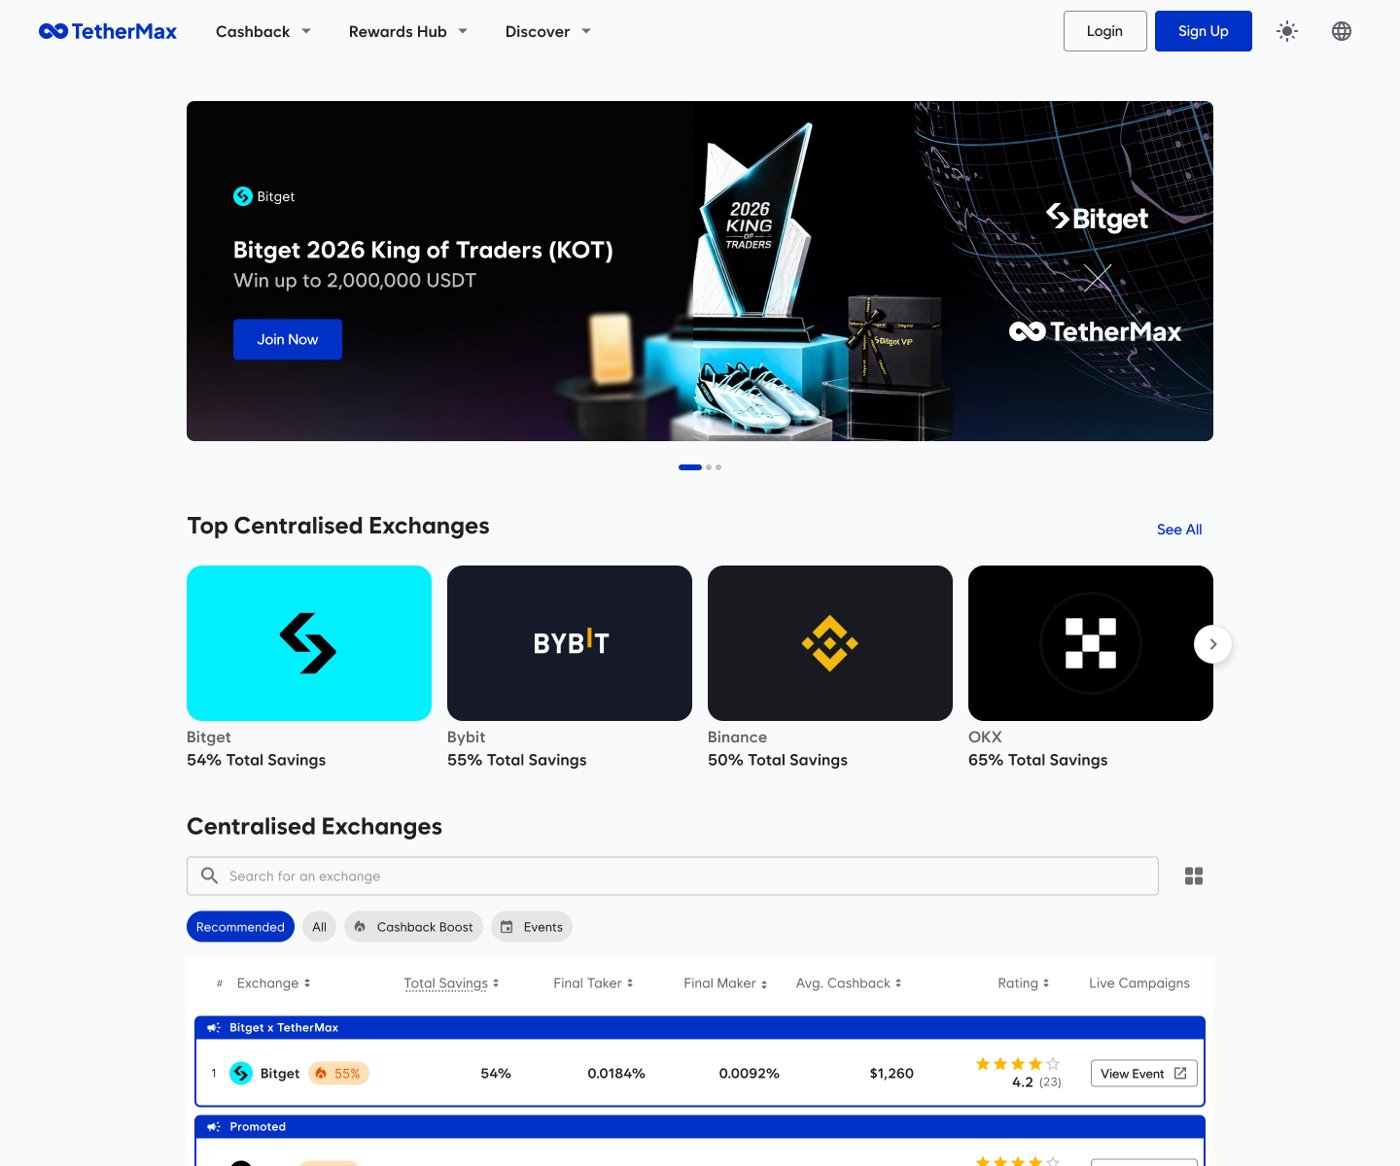 TetherMax
Cashback
Rewards Hub
Discover
Login
Sign Up
Bitget
Bitget 2026 King of Traders (KOT)
Win up to 2,000,000 USDT
Join Now
2026
KING
OF
TRADERS
Bitget VIP
Bitget
TetherMax
Top Centralised Exchanges
See All
BYBIT
Bitget
54% Total Savings
Bybit
55% Total Savings
Binance
50% Total Savings
OKX
65% Total Savings
Centralised Exchanges
Search for an exchange
Recommended
All
Cashback Boost
Events
# Exchange Total Savings Final Taker Final Maker Avg. Cashback Rating Live Campaigns
Bitget x TetherMax
1 Bitget 55% 54% 0.0184% 0.0092% $1,260 4.2 (23) View Event
Promoted